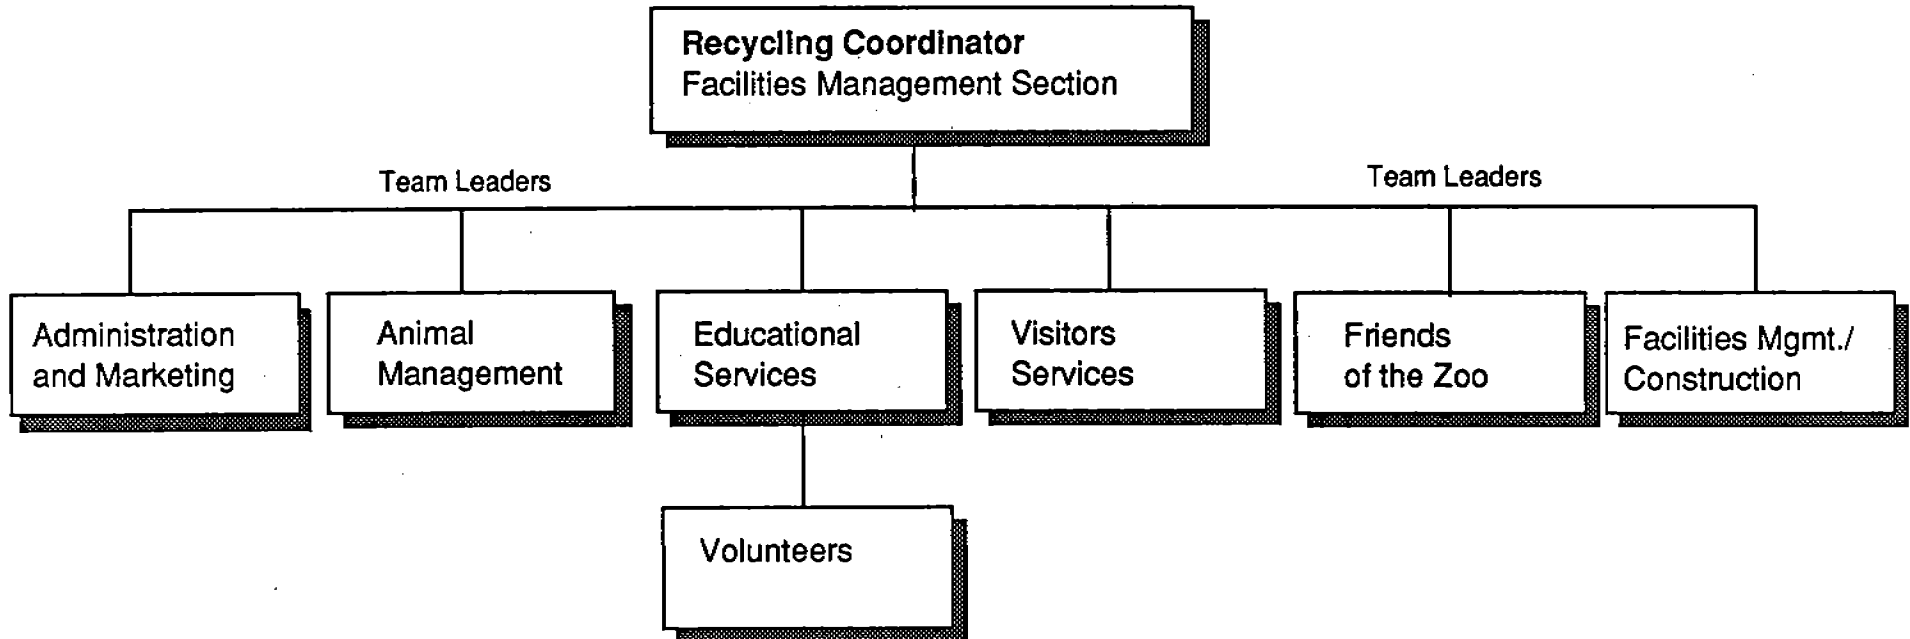 Recycling Coordinator
Facilities Management Section
Team Leaders
Team Leaders
Administration
and Marketing
Animal
Management
Educational
Services
Visitors
Services
Friends
of the Zoo
Facilities Mgmt./
Construction
Volunteers